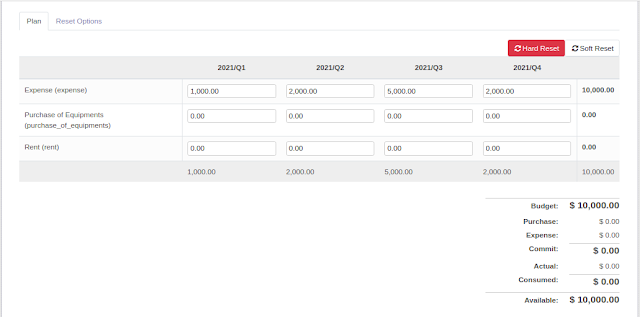 Plan Reset Options
Hard Reset Soft Reset
2021/Q1 2021/Q2 2021/Q3 2021/Q4
Expense (expense) 1,000.00 2,000.00 5,000.00 2,000.00 10,000.00
Purchase of Equipments 0.00 0.00 0.00 0.00 0.00
(purchase_of_equipments)
Rent (rent) 0.00 0.00 0.00 0.00 0.00
1,000.00 2,000.00 5,000.00 2,000.00 10,000.00
Budget: $ 10,000.00
Purchase: $ 0.00
Expense: $ 0.00
Commit: $ 0.00
Actual: $ 0.00
Consumed: $ 0.00
Available: $ 10,000.00